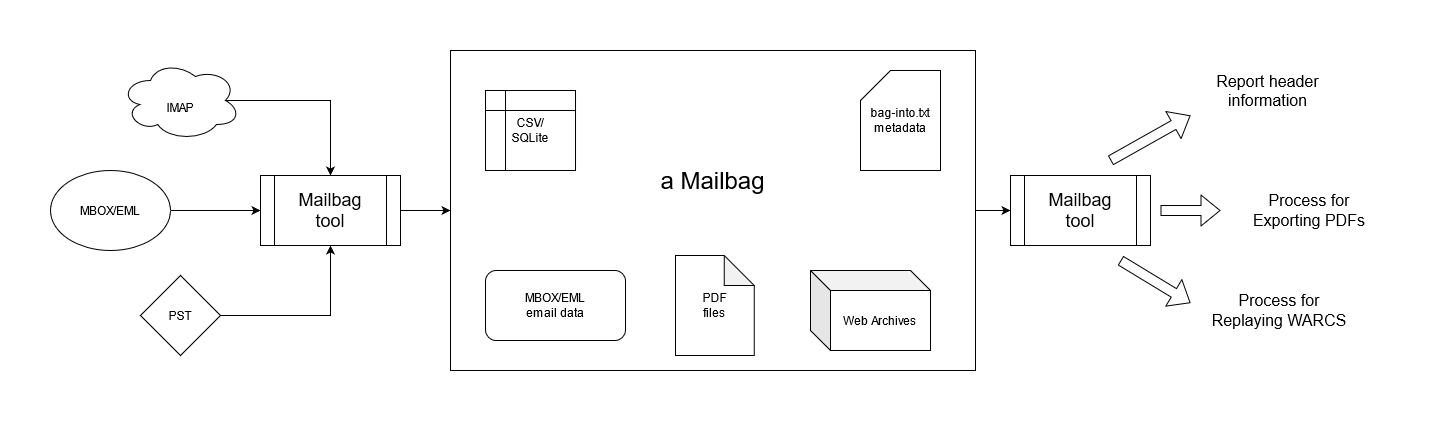 IMAP
MBOX/EML
PST
Mailbag
tool
CSV/
SQLite
bag-into.txt
metadata
a Mailbag
MBOX/EML
email data
PDF
files
Web Archives
Mailbag
tool
Report header
information
Process for
Exporting PDFs
Process for
Replaying WARCS